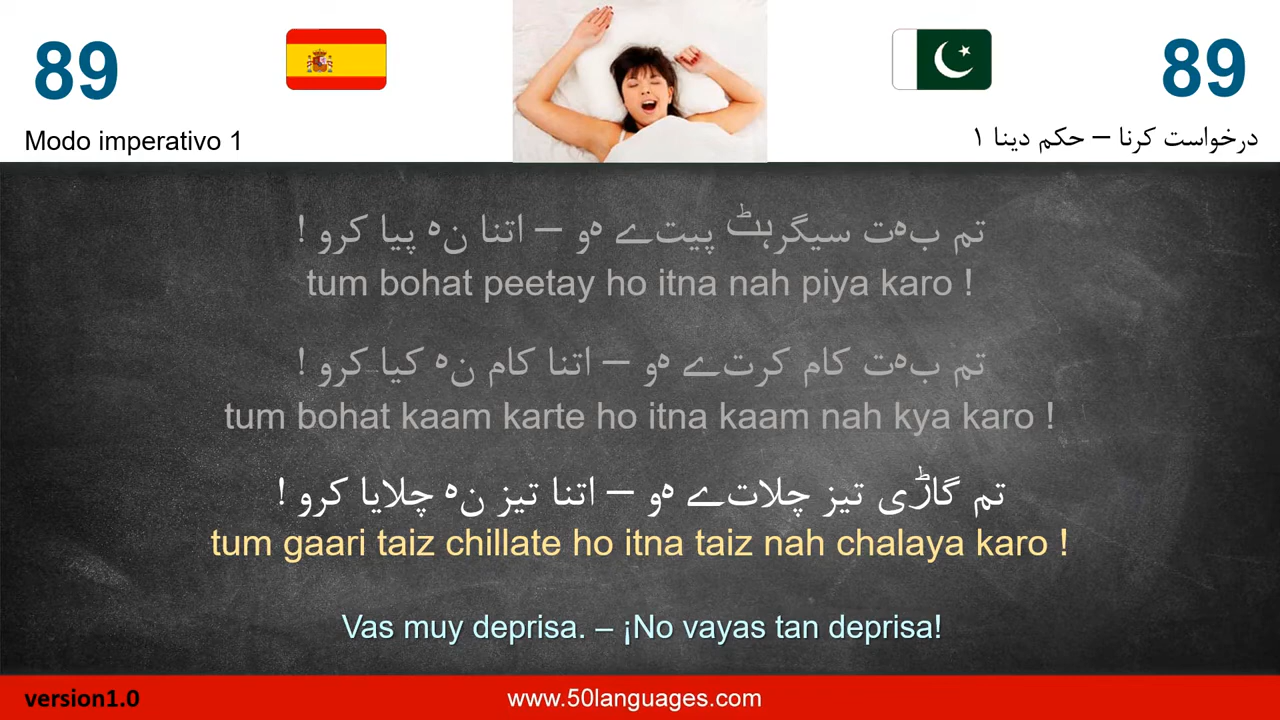 89
89
Modo imperativo 1
درخواست کرنا – حکم دینا ۱
تم بہت سیگریٹ پیتے ہو – اتنا نہ پیا کرو !
tum bohat peetay ho itna nah piya karo !
تم بہت کام کرتے ہو – اتنا کام نہ کیا کرو !
tum bohat kaam karte ho itna kaam nah kya karo !
تم گاڑی تیز چلاتے ہو – اتنا تیز نہ چلایا کرو !
tum gaari taiz chillate ho itna taiz nah chalaya karo !
Vas muy deprisa. – ¡No vayas tan deprisa!
version1.0
www.50languages.com